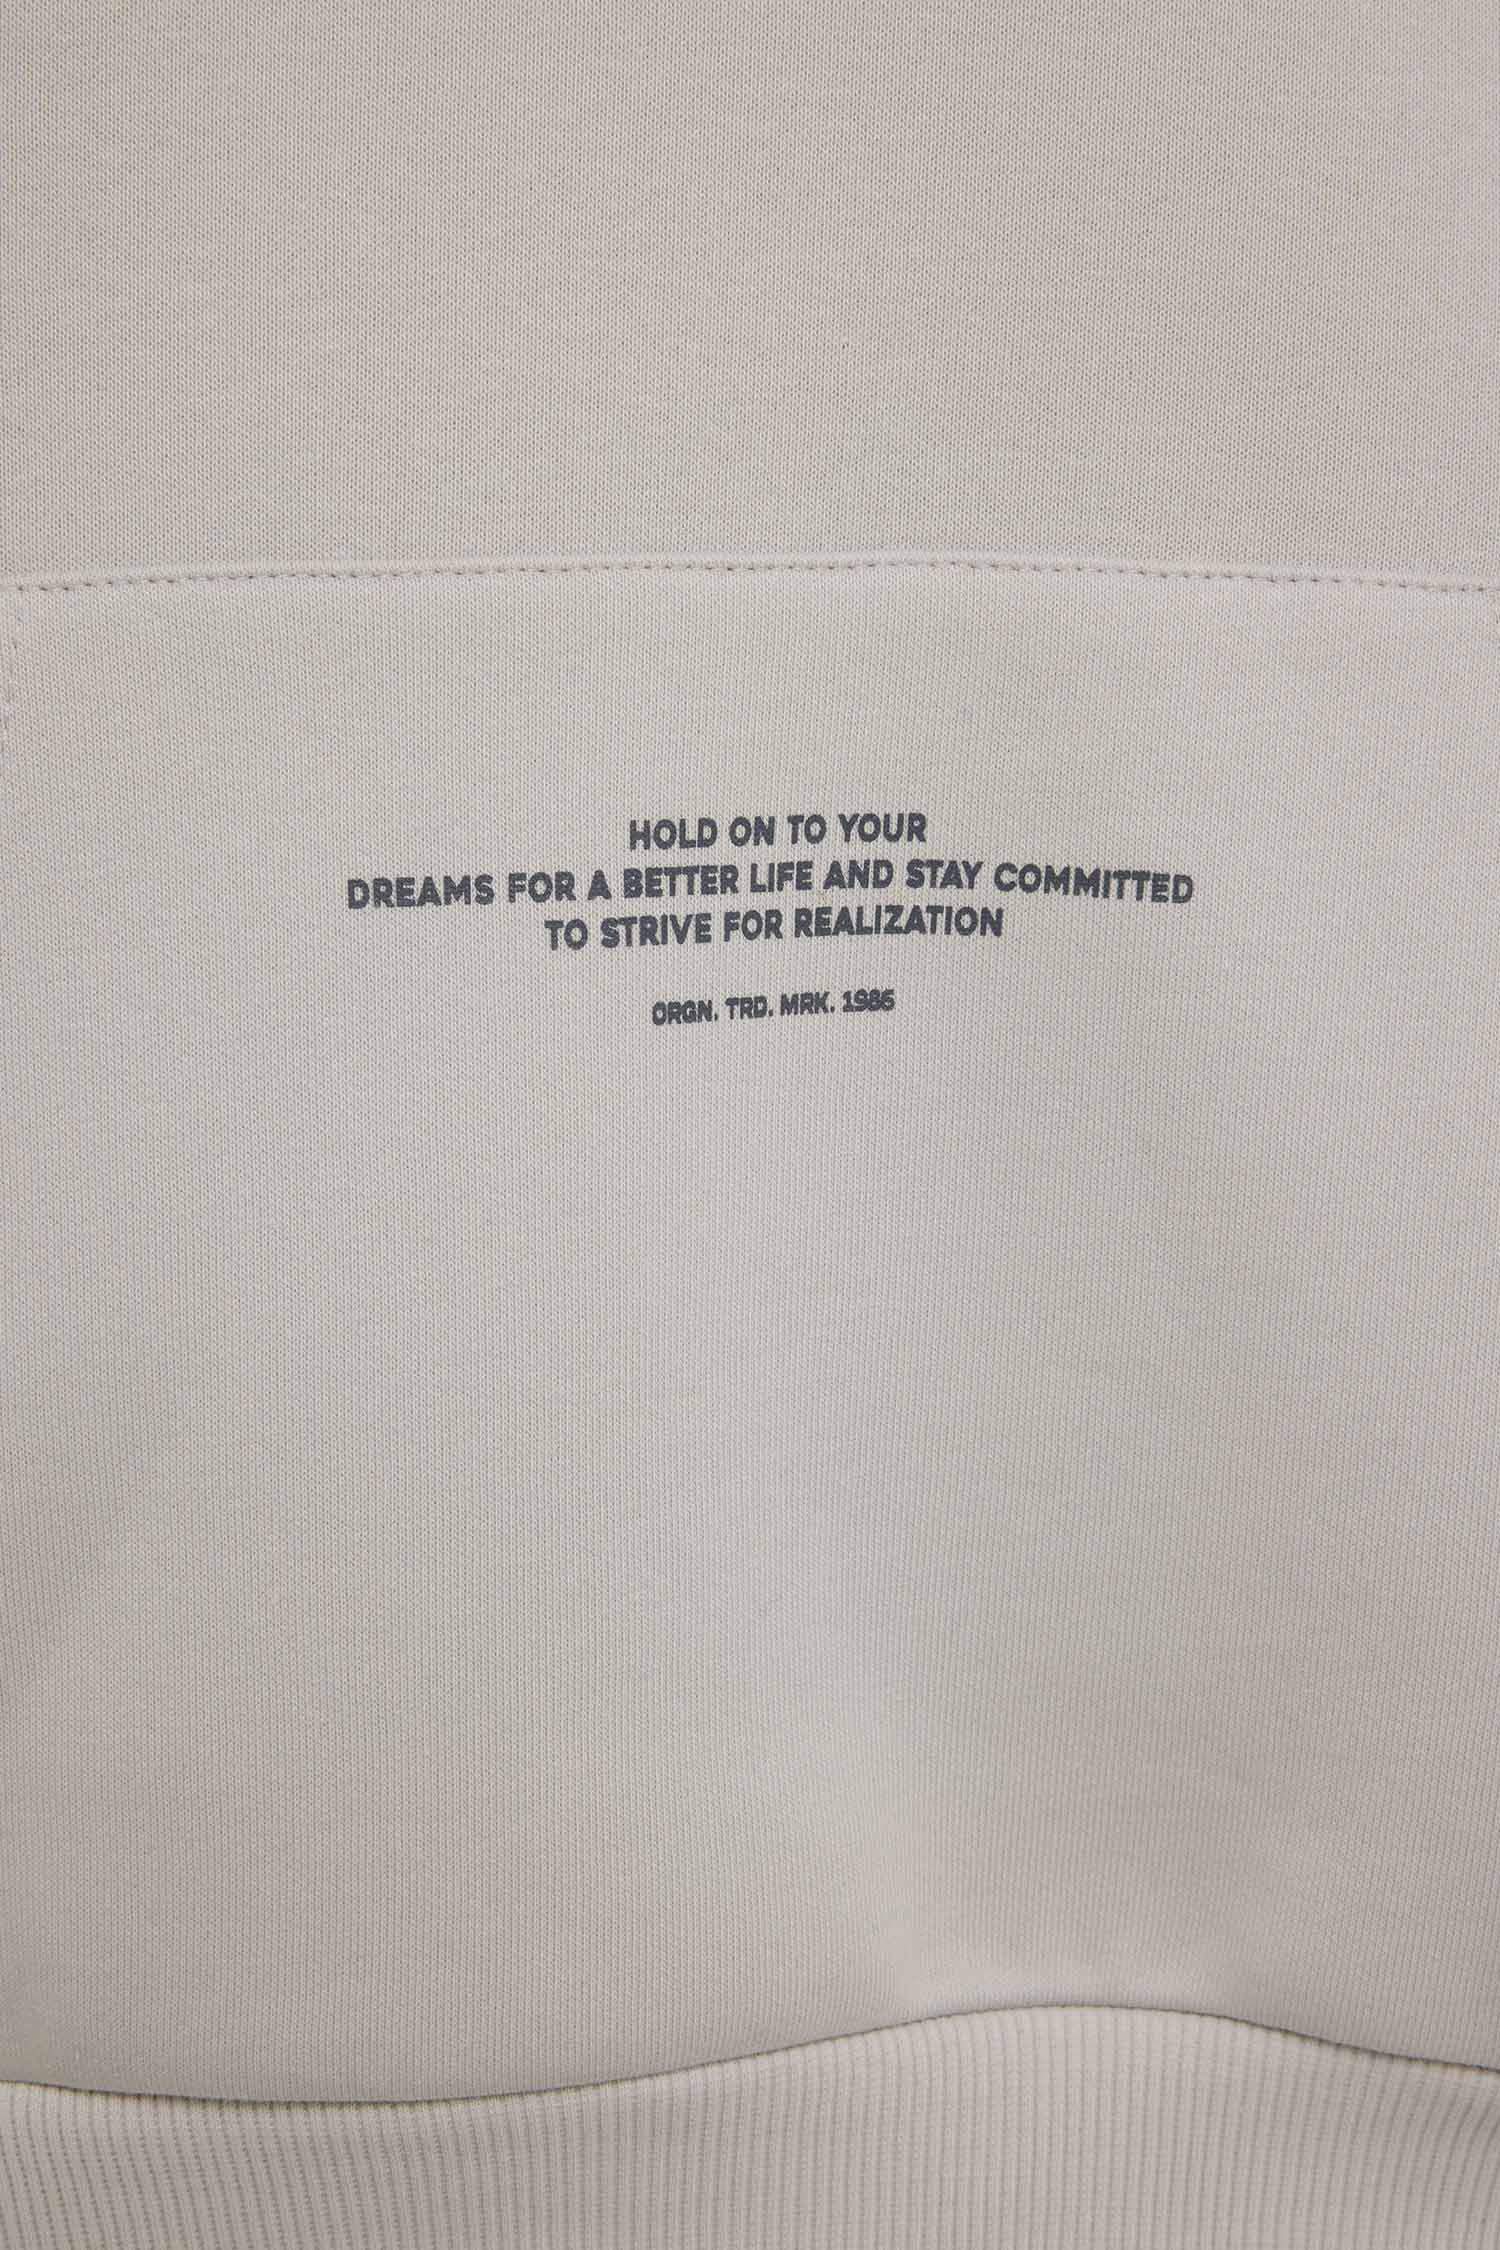 HOLD ON TO YOUR
DREAMS FOR A BETTER LIFE AND STAY COMMITTED
TO STRIVE FOR REALIZATION
ORGN. TRD. MRK. 1986